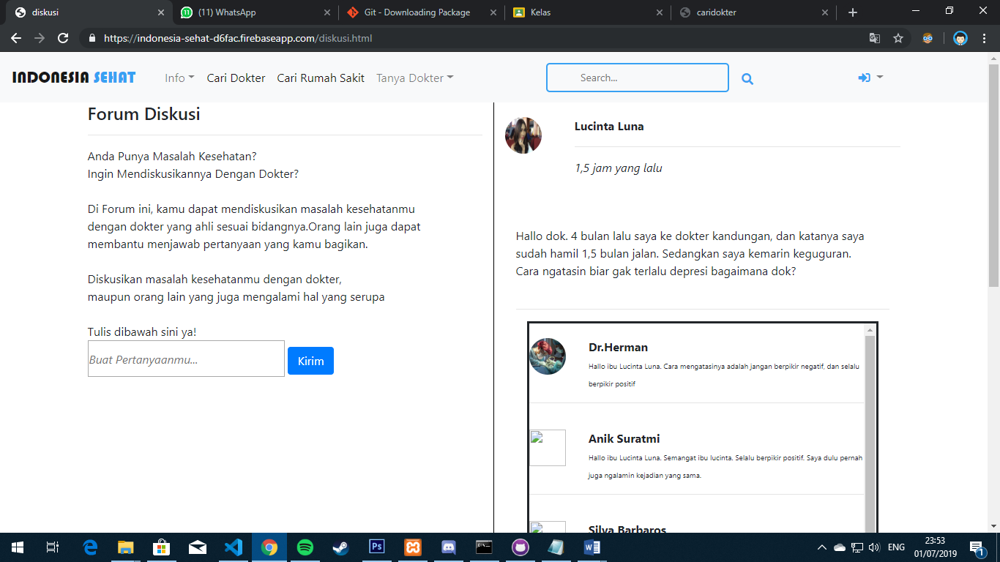 diskusi
(11) WhatsApp
Git - Downloading Package
Kelas
caridokter
https://indonesia-sehat-d6fac.firebaseapp.com/diskusi.html
INDONESIA SEHAT
Info
Cari Dokter
Cari Rumah Sakit
Tanya Dokter
Search...
Forum Diskusi
Anda Punya Masalah Kesehatan?
Ingin Mendiskusikannya Dengan Dokter?
Di Forum ini, kamu dapat mendiskusikan masalah kesehatanmu
dengan dokter yang ahli sesuai bidangnya.Orang lain juga dapat
membantu menjawab pertanyaan yang kamu bagikan.
Diskusikan masalah kesehatanmu dengan dokter,
maupun orang lain yang juga mengalami hal yang serupa
Tulis dibawah sini ya!
Buat Pertanyaanmu...
Kirim
Lucinta Luna
1,5 jam yang lalu
Hallo dok. 4 bulan lalu saya ke dokter kandungan, dan katanya saya
sudah hamil 1,5 bulan jalan. Sedangkan saya kemarin keguguran.
Cara ngatasin biar gak terlalu depresi bagaimana dok?
Dr.Herman
Hallo ibu Lucinta Luna. Cara mengatasinya adalah jangan berpikir negatif, dan selalu
berpikir positif
Anik Suratmi
Hallo ibu Lucinta Luna. Semangat ibu lucinta. Selalu berpikir positif. Saya dulu pernah
juga ngalamin kejadian yang sama.
Silva Barbaros
ENG
23:53
01/07/2019
1